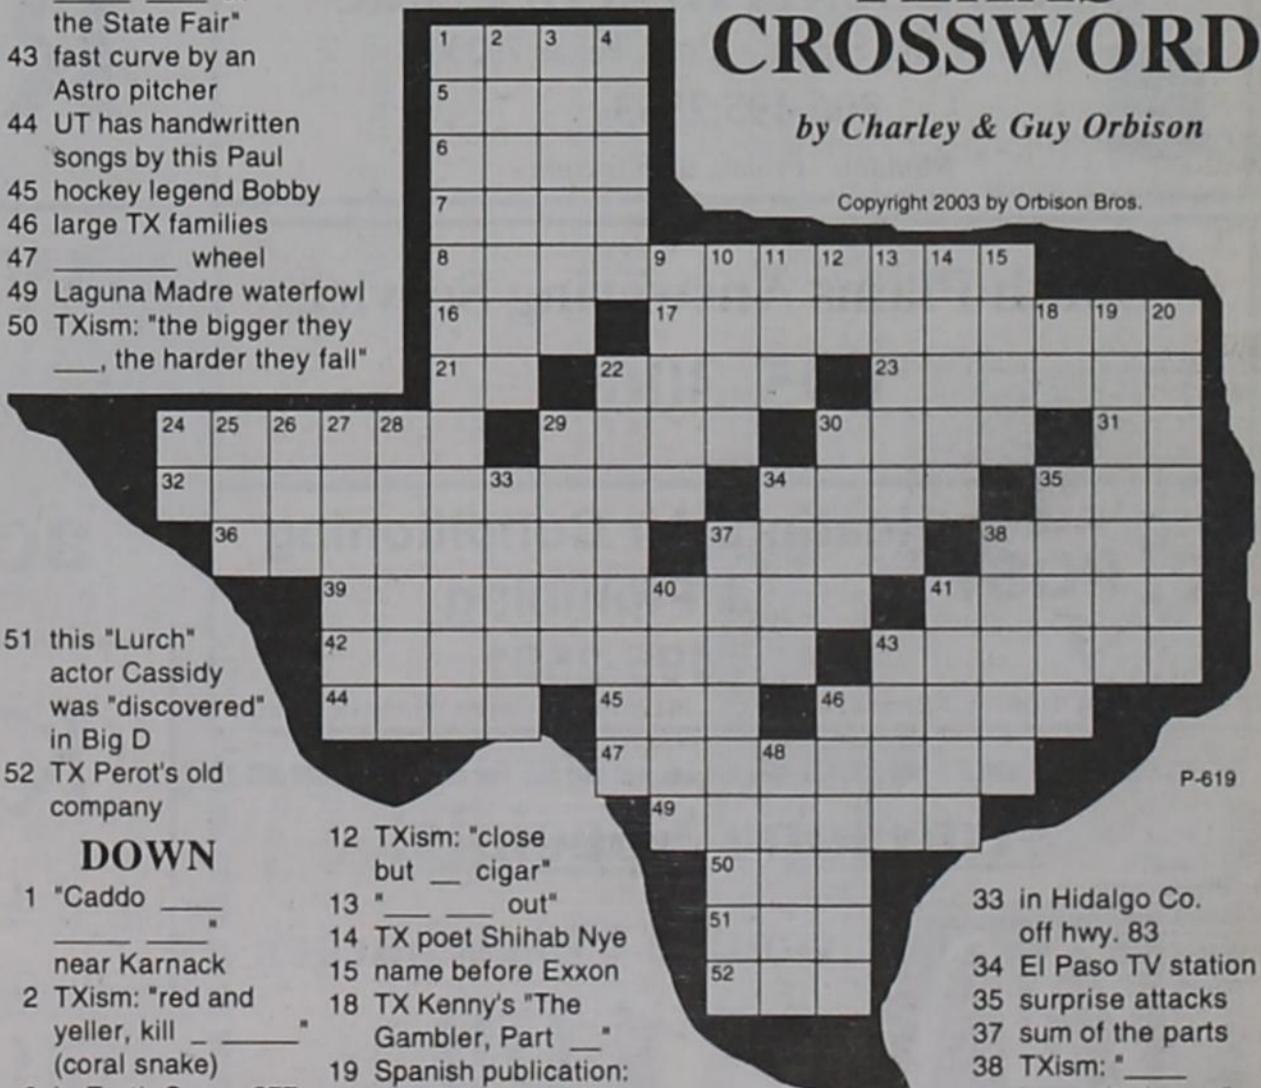 CROSSWORD
by Charley & Guy Orbison
Copyright 2003 by Orbison Bros.
the State Fair"
43 fast curve by an
Astro pitcher
44 UT has handwritten
songs by this Paul
45 hockey legend Bobby
46 large TX families
47 ________ wheel
49 Laguna Madre waterfowl
50 TXism: "the bigger they
___, the harder they fall"
51 this "Lurch"
actor Cassidy
was "discovered"
in Big D
52 TX Perot's old
company
DOWN
1 "Caddo ____
_____ ____"
near Karnack
2 TXism: "red and
yeller, kill _ _____"
(coral snake)
12 TXism: "close
but __ cigar"
13 "___ ___ out"
14 TX poet Shihab Nye
15 name before Exxon
18 TX Kenny's "The
Gambler, Part __"
19 Spanish publication:
33 in Hidalgo Co.
off hwy. 83
34 El Paso TV station
35 surprise attacks
37 sum of the parts
38 TXism: "____
1 2 3 4
5
6
7
8 9 10 11 12 13 14 15
16 17 18 19 20
21 22 23
24 25 26 27 28 29 30 31
32 33 34 35
36 37 38
39 40 41
42 43
44 45 46
47 48
49
50
51
52
P-619